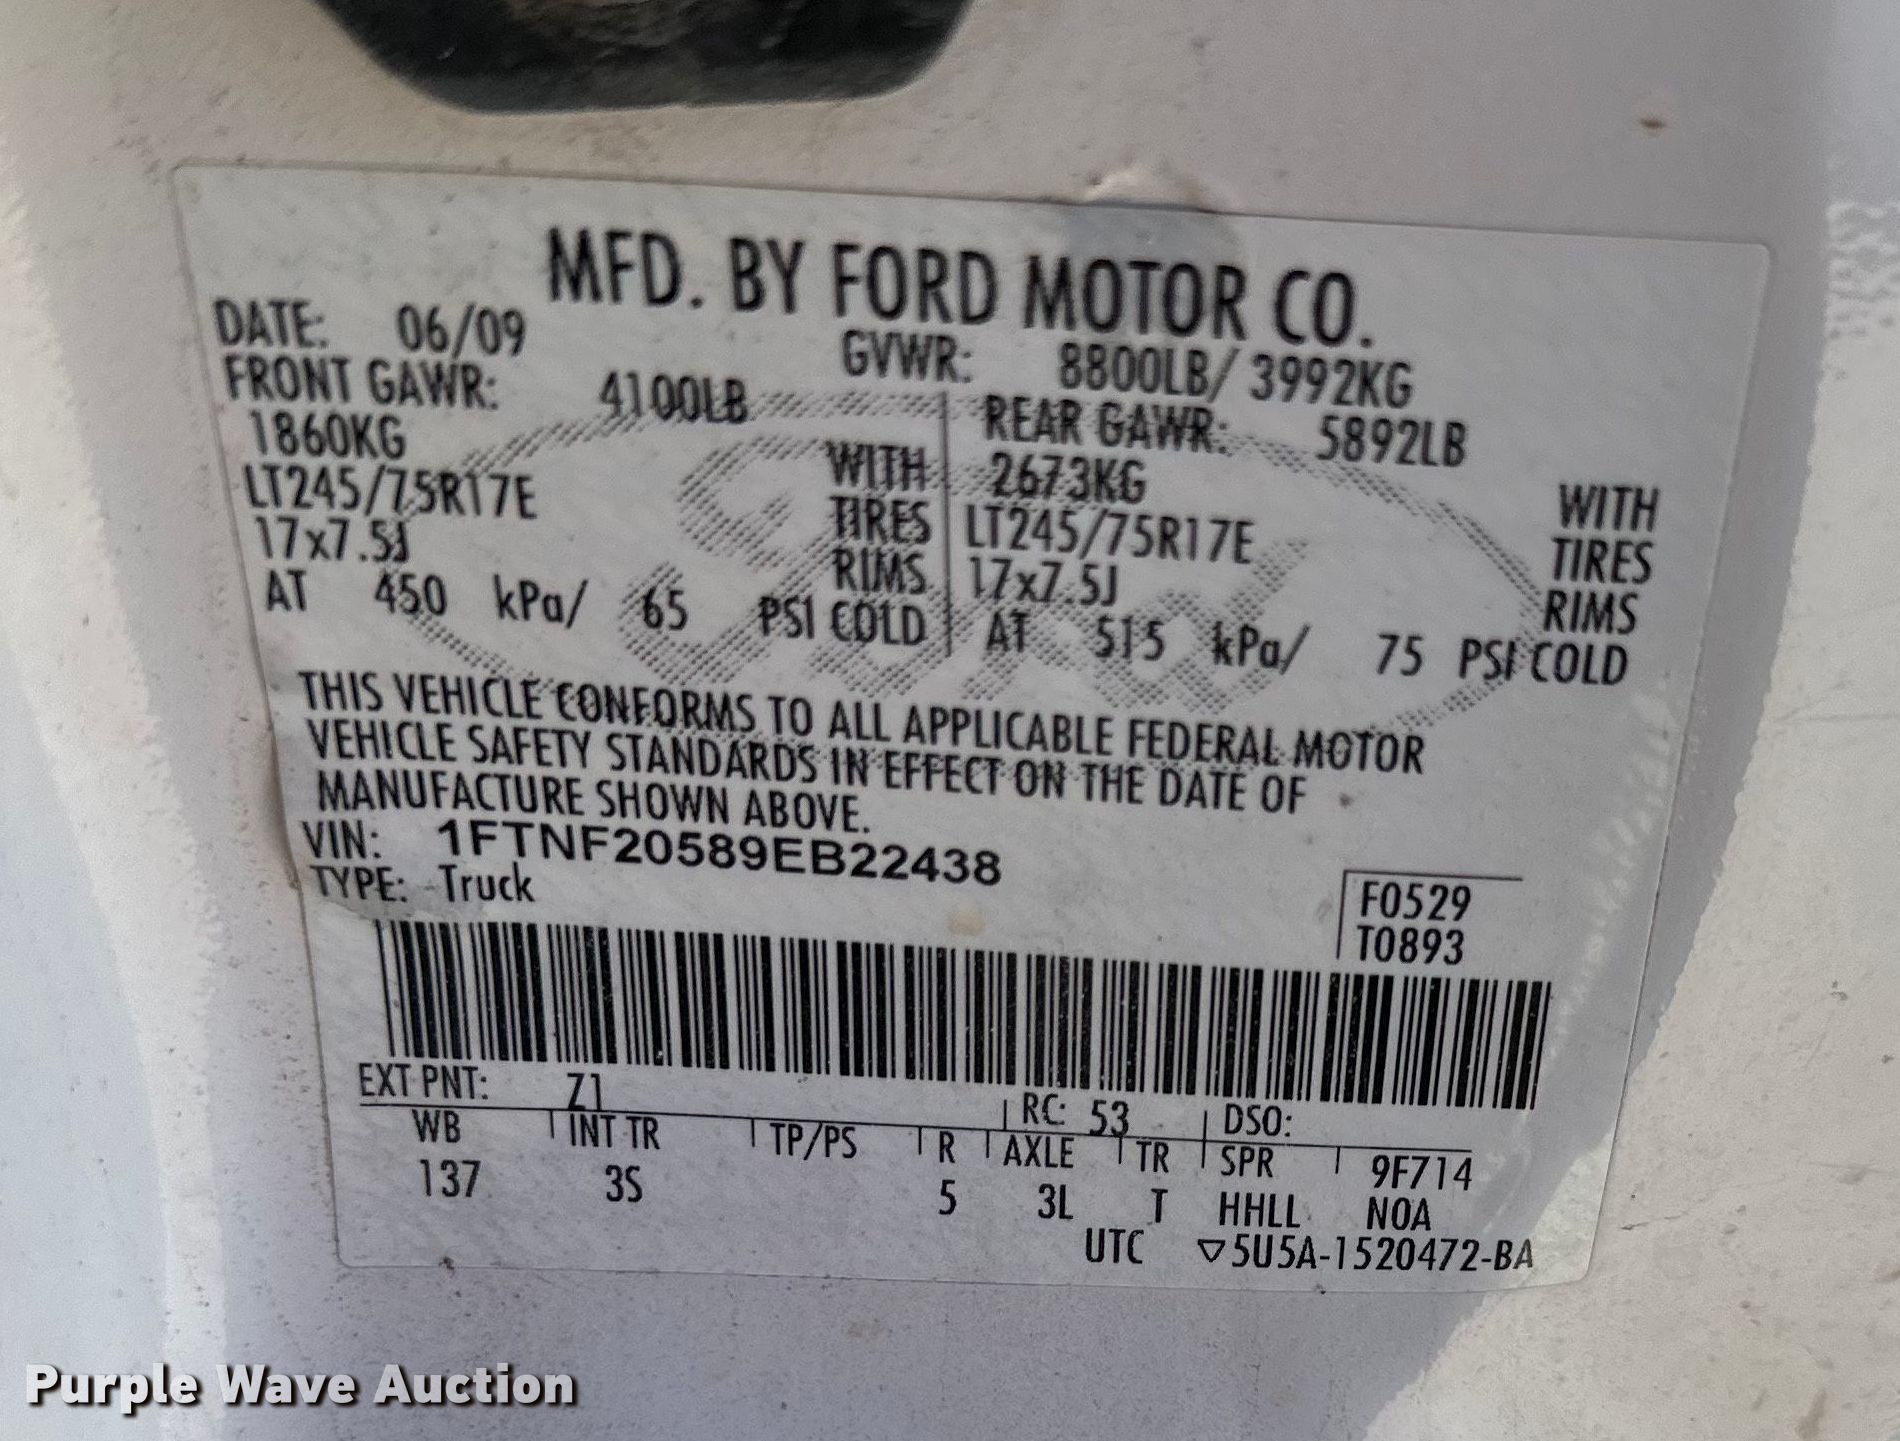 MFD. BY FORD MOTOR CO.
DATE: 06/09 GVWR: 8800LB/ 3992KG
FRONT GAWR: 4100LB REAR GAWR: 5892LB
1860KG WITH 2673KG WITH
LT245/75R17E TIRES LT245/75R17E TIRES
17x7.5J RIMS 17x7.5J RIMS
AT 450 kPa/ 65 PSI COLD AT 515 kPa/ 75 PSI COLD
THIS VEHICLE CONFORMS TO ALL APPLICABLE FEDERAL MOTOR
VEHICLE SAFETY STANDARDS IN EFFECT ON THE DATE OF
MANUFACTURE SHOWN ABOVE.
VIN: 1FTNF20589EB22438
TYPE: Truck
F0529
T0893
EXT PNT: Z1 RC: 53 DSO:
WB INT TR TP/PS R AXLE TR SPR 9F714
137 3S 5 3L T HHLL NOA
UTC ▽5U5A-1520472-BA
Ford
Purple Wave Auction